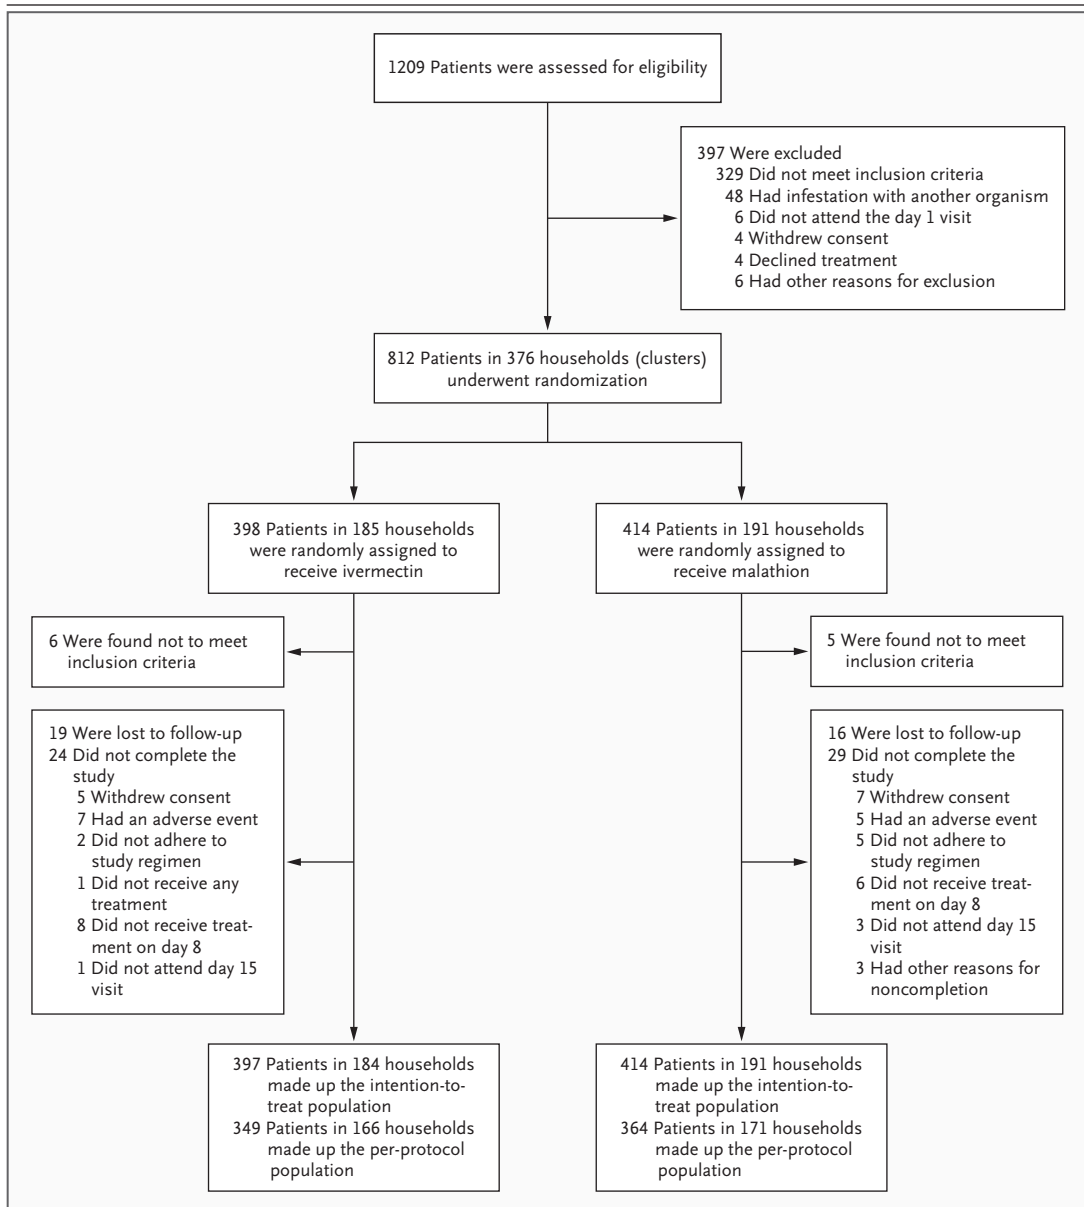 1209 Patients were assessed for eligibility
397 Were excluded
329 Did not meet inclusion criteria
48 Had infestation with another organism
6 Did not attend the day 1 visit
4 Withdrew consent
4 Declined treatment
6 Had other reasons for exclusion
812 Patients in 376 households (clusters)
underwent randomization
398 Patients in 185 households
were randomly assigned to
receive ivermectin
414 Patients in 191 households
were randomly assigned to
receive malathion
6 Were found not to meet
inclusion criteria
5 Were found not to meet
inclusion criteria
19 Were lost to follow-up
24 Did not complete the
study
5 Withdrew consent
7 Had an adverse event
2 Did not adhere to
study regimen
1 Did not receive any
treatment
8 Did not receive treat-
ment on day 8
1 Did not attend day 15
visit
16 Were lost to follow-up
29 Did not complete the
study
7 Withdrew consent
5 Had an adverse event
5 Did not adhere to
study regimen
6 Did not receive treat-
ment on day 8
3 Did not attend day 15
visit
3 Had other reasons for
noncompletion
397 Patients in 184 households
made up the intention-to-
treat population
349 Patients in 166 households
made up the per-protocol
population
414 Patients in 191 households
made up the intention-to-
treat population
364 Patients in 171 households
made up the per-protocol
population